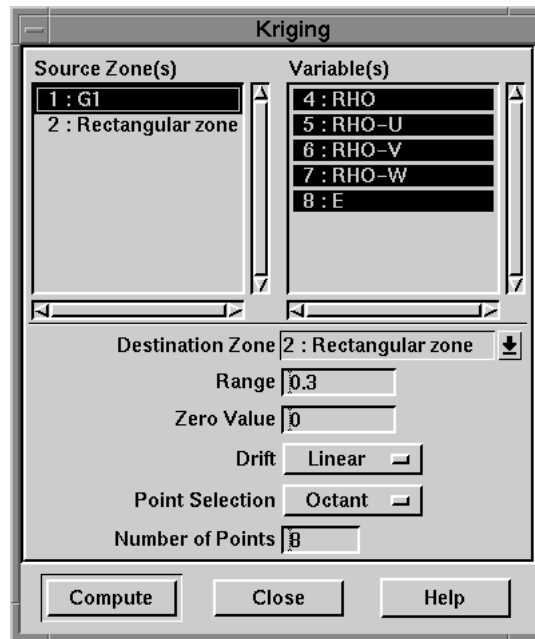 Kriging
Source Zone(s)
1 : G1
2 : Rectangular zone
Variable(s)
4 : RHO
5 : RHO-U
6 : RHO-V
7 : RHO-W
8 : E
Destination Zone 2 : Rectangular zone
Range 0.3
Zero Value 0
Drift Linear
Point Selection Octant
Number of Points 8
Compute Close Help